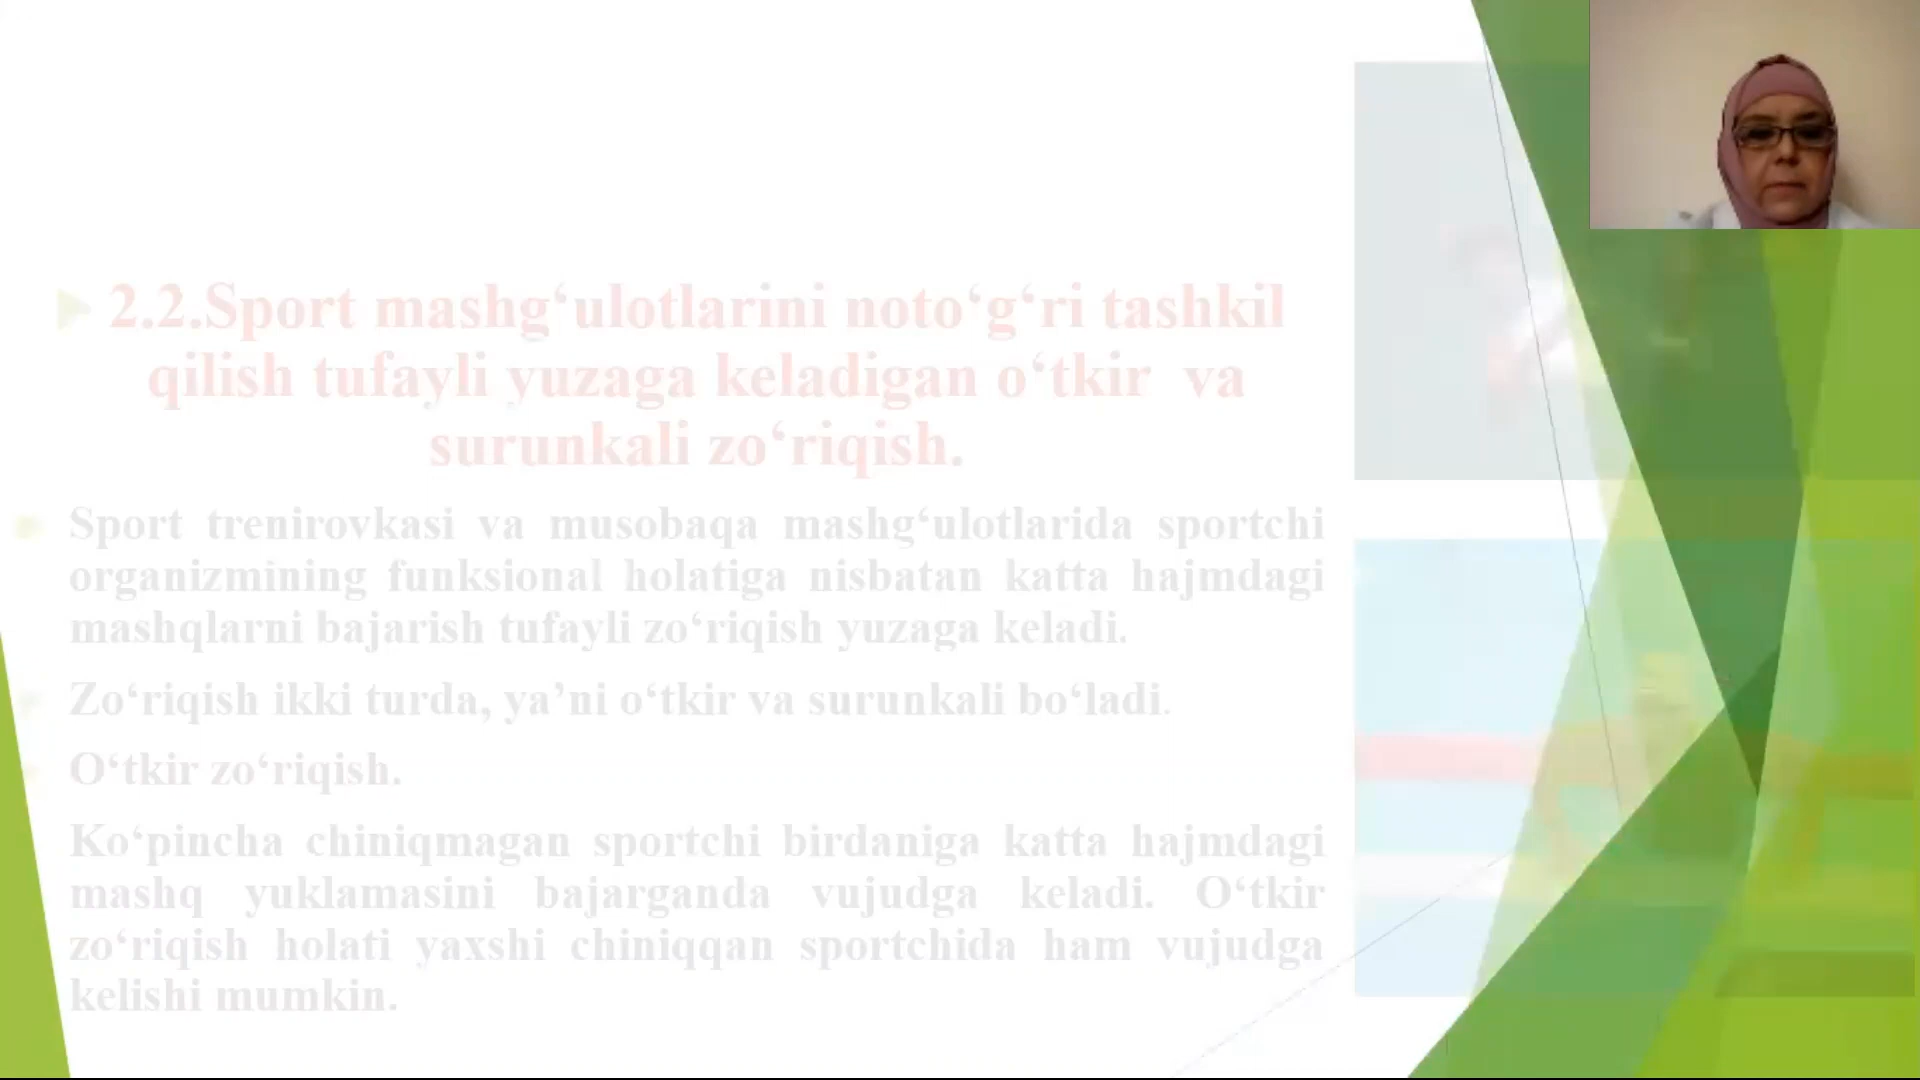 2.2.Sport mashg‘ulotlarini noto‘g‘ri tashkil
qilish tufayli yuzaga keladigan o‘tkir va
surunkali zo‘riqish.
Sport trenirovkasi va musobaqa mashg‘ulotlarida sportchi
organizmining funksional holatiga nisbatan katta hajmdagi
mashqlarni bajarish tufayli zo‘riqish yuzaga keladi.
Zo‘riqish ikki turda, ya’ni o‘tkir va surunkali bo‘ladi.
O‘tkir zo‘riqish.
Ko‘pincha chiniqmagan sportchi birdaniga katta hajmdagi
mashq yuklamasini bajarganda vujudga keladi. O‘tkir
zo‘riqish holati yaxshi chiniqqan sportchida ham vujudga
kelishi mumkin.